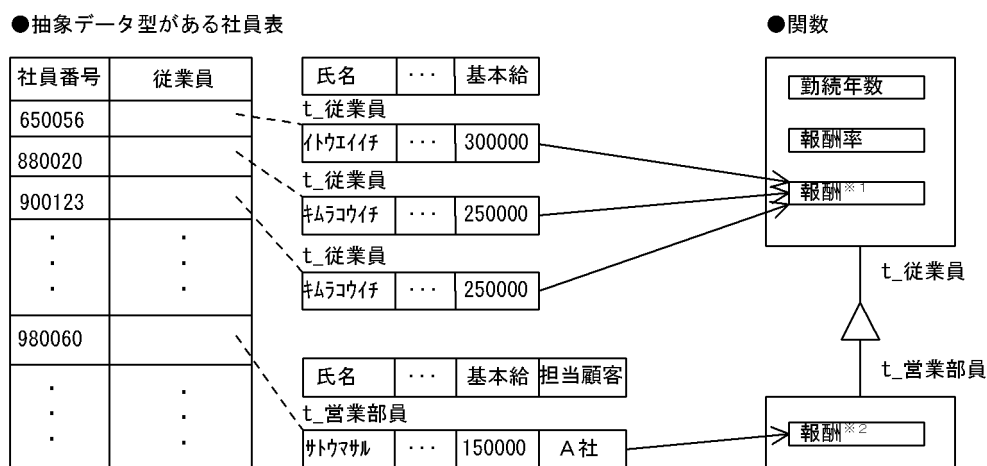 ●抽象データ型がある社員表
社員番号 従業員
650056
880020
900123
・ ・
・ ・
・ ・
980060
・ ・
・ ・
・ ・
氏名 ・・・ 基本給
t_従業員
ｲﾄｳｴｲｲﾁ ・・・ 300000
t_従業員
ｷﾑﾗｺｳｲﾁ ・・・ 250000
t_従業員
ｷﾑﾗｺｳｲﾁ ・・・ 250000
氏名 ・・・ 基本給 担当顧客
t_営業部員
ｻﾄｳﾏｻﾙ ・・・ 150000 A社
●関数
勤続年数
報酬率
報酬※1
t_従業員
t_営業部員
報酬※2